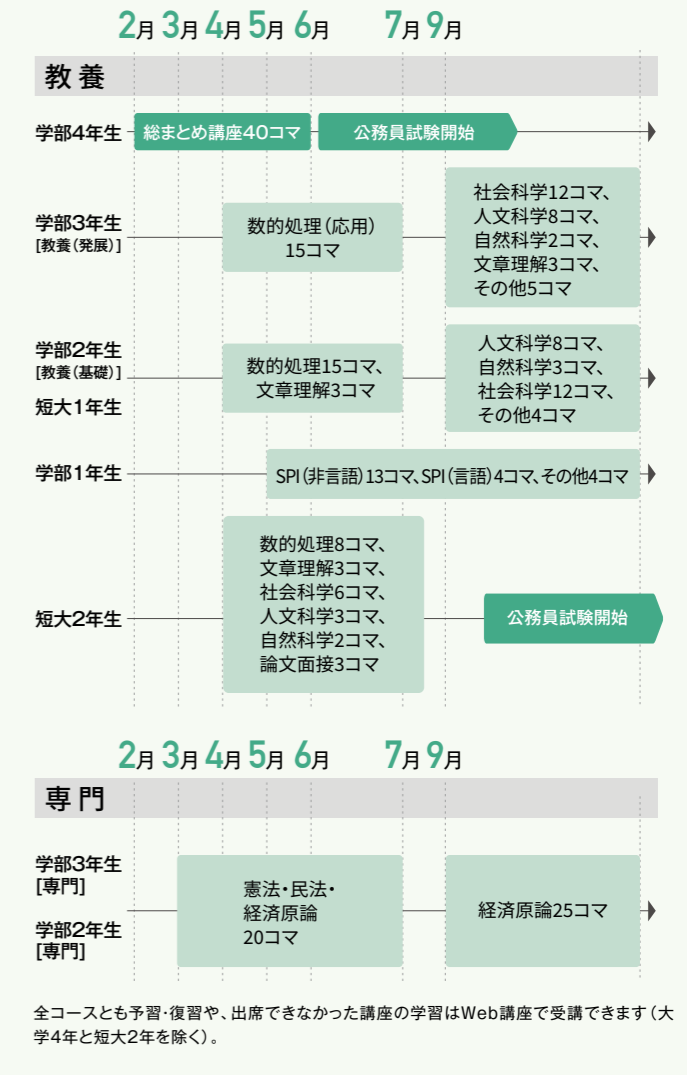 2月 3月 4月 5月 6月 7月 9月
教養
学部4年生
総まとめ講座40コマ
公務員試験開始
学部3年生
[教養(発展)]
数的処理(応用)
15コマ
社会科学12コマ、
人文科学8コマ、
自然科学2コマ、
文章理解3コマ、
その他5コマ
学部2年生
[教養(基礎)]
短大1年生
数的処理15コマ、
文章理解3コマ
人文科学8コマ、
自然科学3コマ、
社会科学12コマ、
その他4コマ
学部1年生
SPI(非言語)13コマ、SPI(言語)4コマ、その他4コマ
短大2年生
数的処理8コマ、
文章理解3コマ、
社会科学6コマ、
人文科学3コマ、
自然科学2コマ、
論文面接3コマ
公務員試験開始
2月 3月 4月 5月 6月 7月 9月
専門
学部3年生
[専門]
学部2年生
[専門]
憲法・民法・
経済原論
20コマ
経済原論25コマ
全コースとも予習・復習や、出席できなかった講座の学習はWeb講座で受講できます(大
学4年と短大2年を除く)。